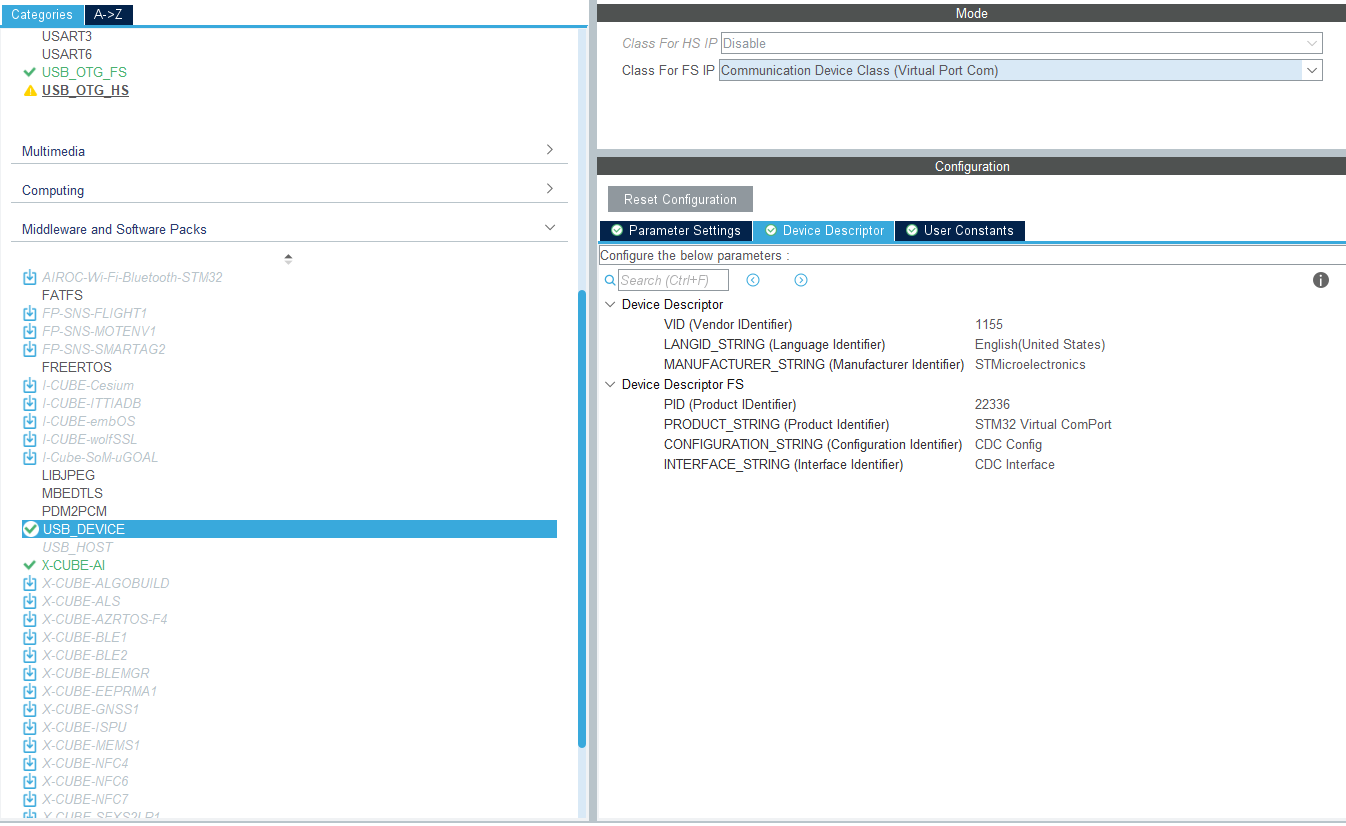 Categories
A->Z
USART3
USART6
USB_OTG_FS
USB_OTG_HS
Multimedia
Computing
Middleware and Software Packs
AIROC-Wi-Fi-Bluetooth-STM32
FATFS
FP-SNS-FLIGHT1
FP-SNS-MOTENV1
FP-SNS-SMARTAG2
FREERTOS
I-CUBE-Cesium
I-CUBE-ITTIADB
I-CUBE-embOS
I-CUBE-wolfSSL
I-Cube-SoM-uGOAL
LIBJPEG
MBEDTLS
PDM2PCM
USB_DEVICE
USB_HOST
X-CUBE-AI
X-CUBE-ALGOBUILD
X-CUBE-ALS
X-CUBE-AZRTOS-F4
X-CUBE-BLE1
X-CUBE-BLE2
X-CUBE-BLEMGR
X-CUBE-EEPRMA1
X-CUBE-GNSS1
X-CUBE-ISPU
X-CUBE-MEMS1
X-CUBE-NFC4
X-CUBE-NFC6
X-CUBE-NFC7
X-CUBE-SFXS2LP1
Mode
Class For HS IP Disable
Class For FS IP Communication Device Class (Virtual Port Com)
Configuration
Reset Configuration
Parameter Settings
Device Descriptor
User Constants
Configure the below parameters :
Search (Ctrl+F)
Device Descriptor
VID (Vendor IDentifier) 1155
LANGID_STRING (Language Identifier) English(United States)
MANUFACTURER_STRING (Manufacturer Identifier) STMicroelectronics
Device Descriptor FS
PID (Product IDentifier) 22336
PRODUCT_STRING (Product Identifier) STM32 Virtual ComPort
CONFIGURATION_STRING (Configuration Identifier) CDC Config
INTERFACE_STRING (Interface Identifier) CDC Interface